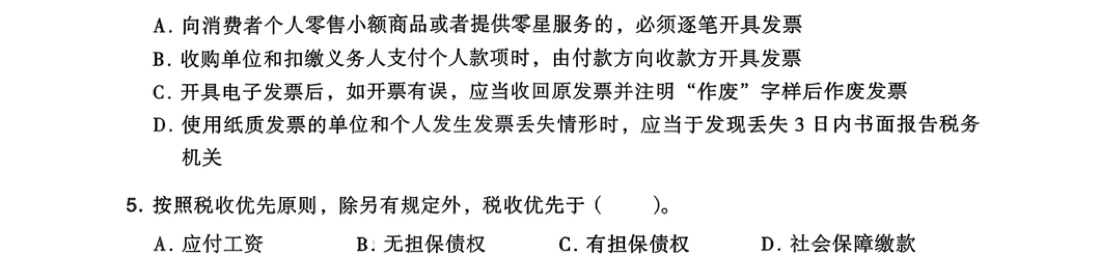 A. 向消费者个人零售小额商品或者提供零星服务的，必须逐笔开具发票
B. 收购单位和扣缴义务人支付个人款项时，由付款方向收款方开具发票
C. 开具电子发票后，如开票有误，应当收回原发票并注明“作废”字样后作废发票
D. 使用纸质发票的单位和个人发生发票丢失情形时，应当于发现丢失 3 日内书面报告税务
机关
5. 按照税收优先原则，除另有规定外，税收优先于（　　）。
A. 应付工资　　B. 无担保债权　　C. 有担保债权　　D. 社会保障缴款